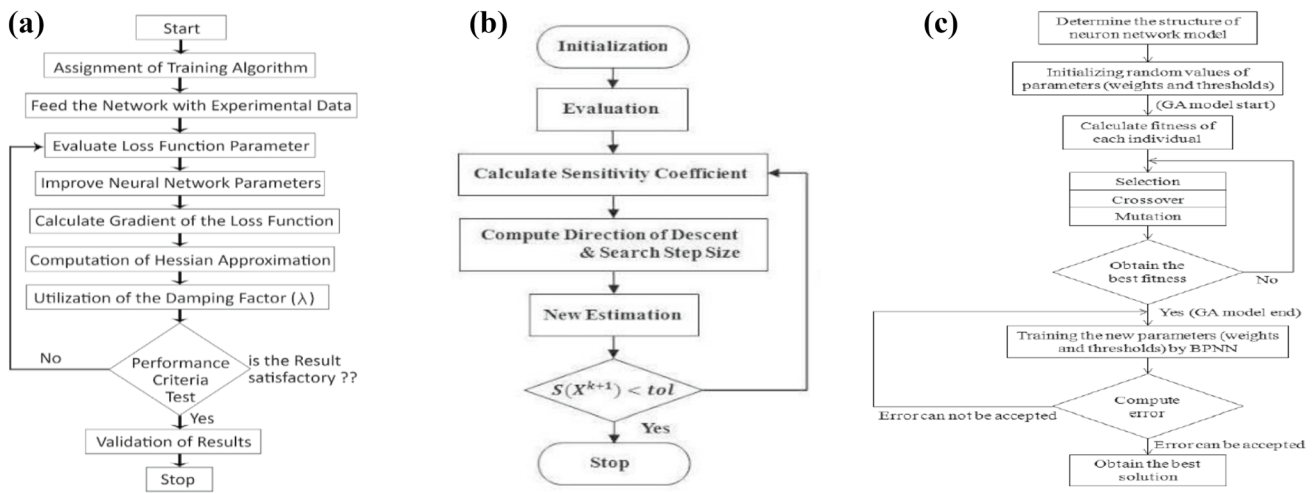 (a)
Start
Assignment of Training Algorithm
Feed the Network with Experimental Data
Evaluate Loss Function Parameter
Improve Neural Network Parameters
Calculate Gradient of the Loss Function
Computation of Hessian Approximation
Utilization of the Damping Factor (λ)
No
Performance
Criteria
Test
is the Result
satisfactory ??
Yes
Validation of Results
Stop
(b)
Initialization
Evaluation
Calculate Sensitivity Coefficient
Compute Direction of Descent
& Search Step Size
New Estimation
S(X^{k+1}) < tol
Yes
Stop
(c)
Determine the structure of
neuron network model
Initializing random values of
parameters (weights and thresholds)
(GA model start)
Calculate fitness of
each individual
Selection
Crossover
Mutation
Obtain the
best fitness
No
Yes (GA model end)
Training the new parameters (weights
and thresholds) by BPNN
Compute
error
Error can not be accepted
Error can be accepted
Obtain the best
solution